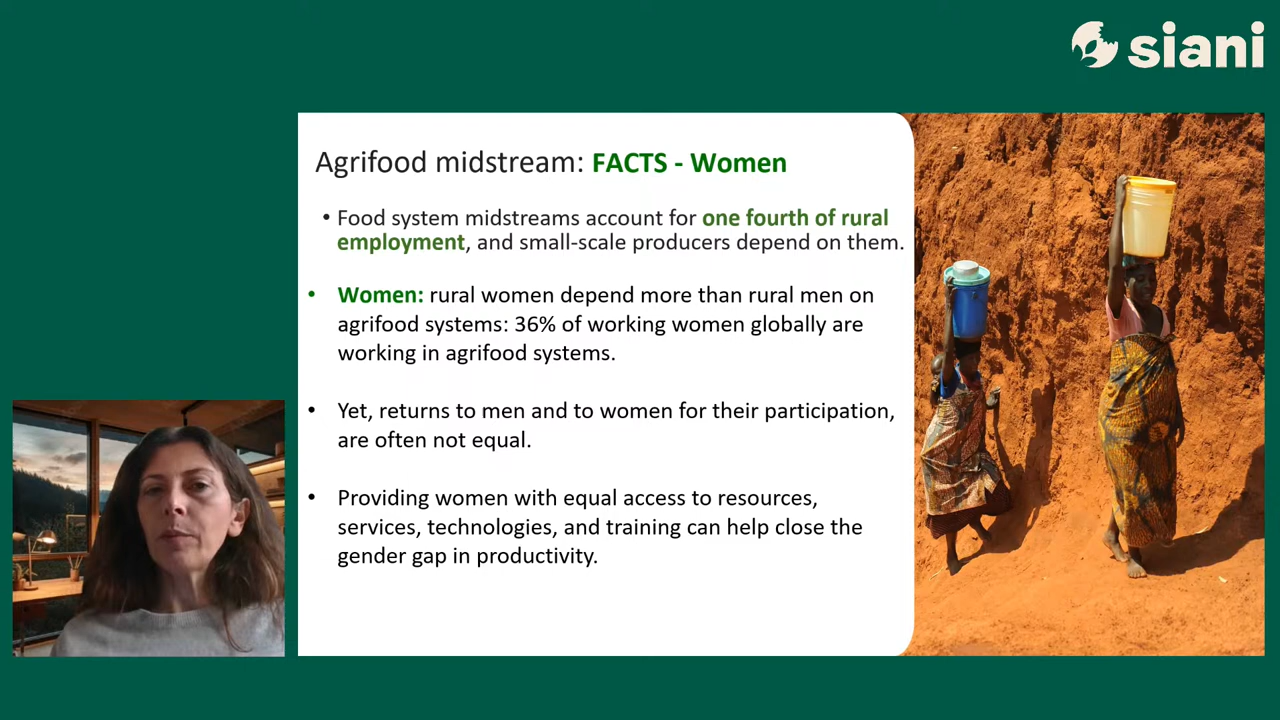 siani
Agrifood midstream: FACTS - Women
• Food system midstreams account for one fourth of rural
employment, and small-scale producers depend on them.
• Women: rural women depend more than rural men on
agrifood systems: 36% of working women globally are
working in agrifood systems.
• Yet, returns to men and to women for their participation,
are often not equal.
• Providing women with equal access to resources,
services, technologies, and training can help close the
gender gap in productivity.